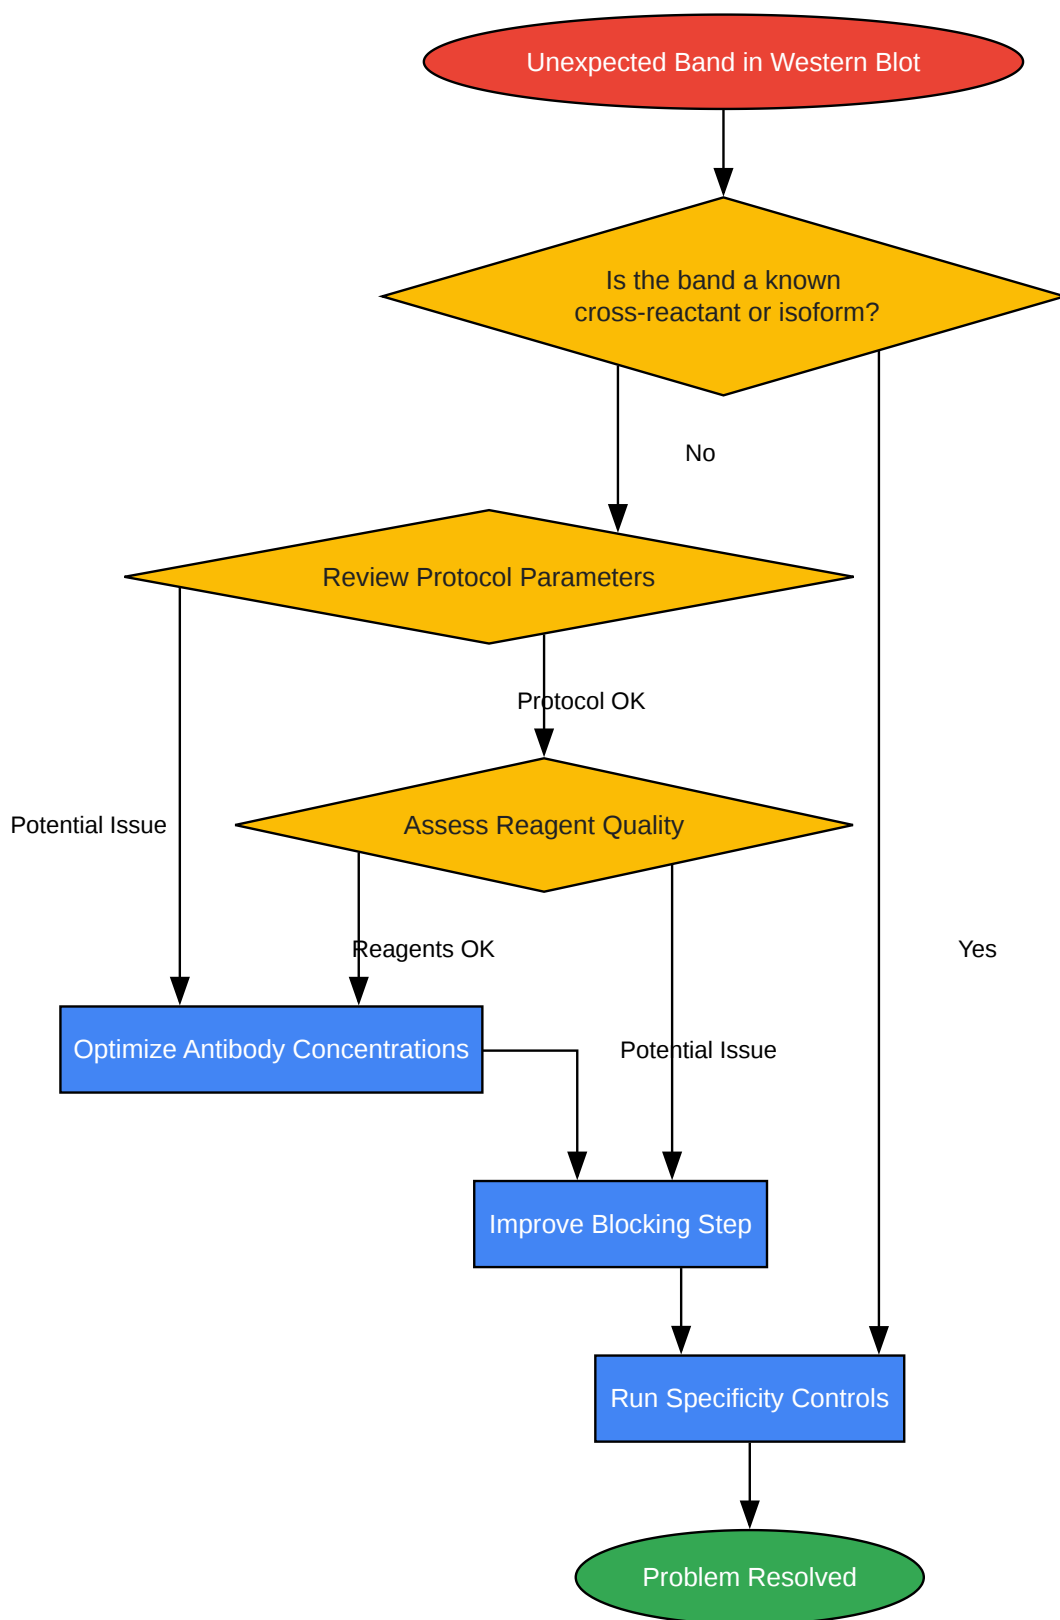 Unexpected Band in Western Blot
Is the band a known
cross-reactant or isoform?
No
Review Protocol Parameters
Protocol OK
Potential Issue
Assess Reagent Quality
Reagents OK
Yes
Optimize Antibody Concentrations
Potential Issue
Improve Blocking Step
Run Specificity Controls
Problem Resolved